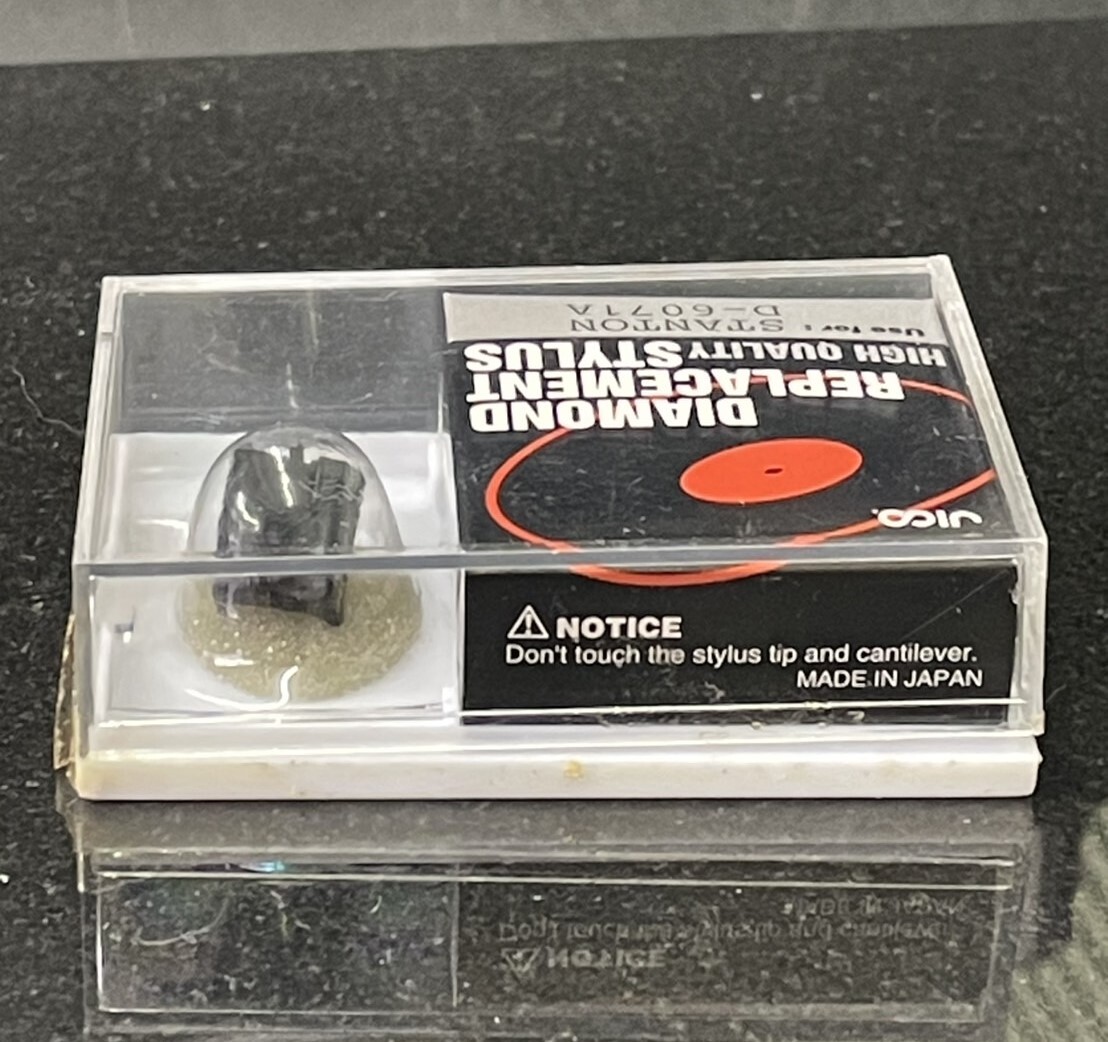 JICO.
DIAMOND
REPLACEMENT
HIGH QUALITY STYLUS
Use for: STANTON
D-6071A
⚠ NOTICE
Don't touch the stylus tip and cantilever.
MADE IN JAPAN